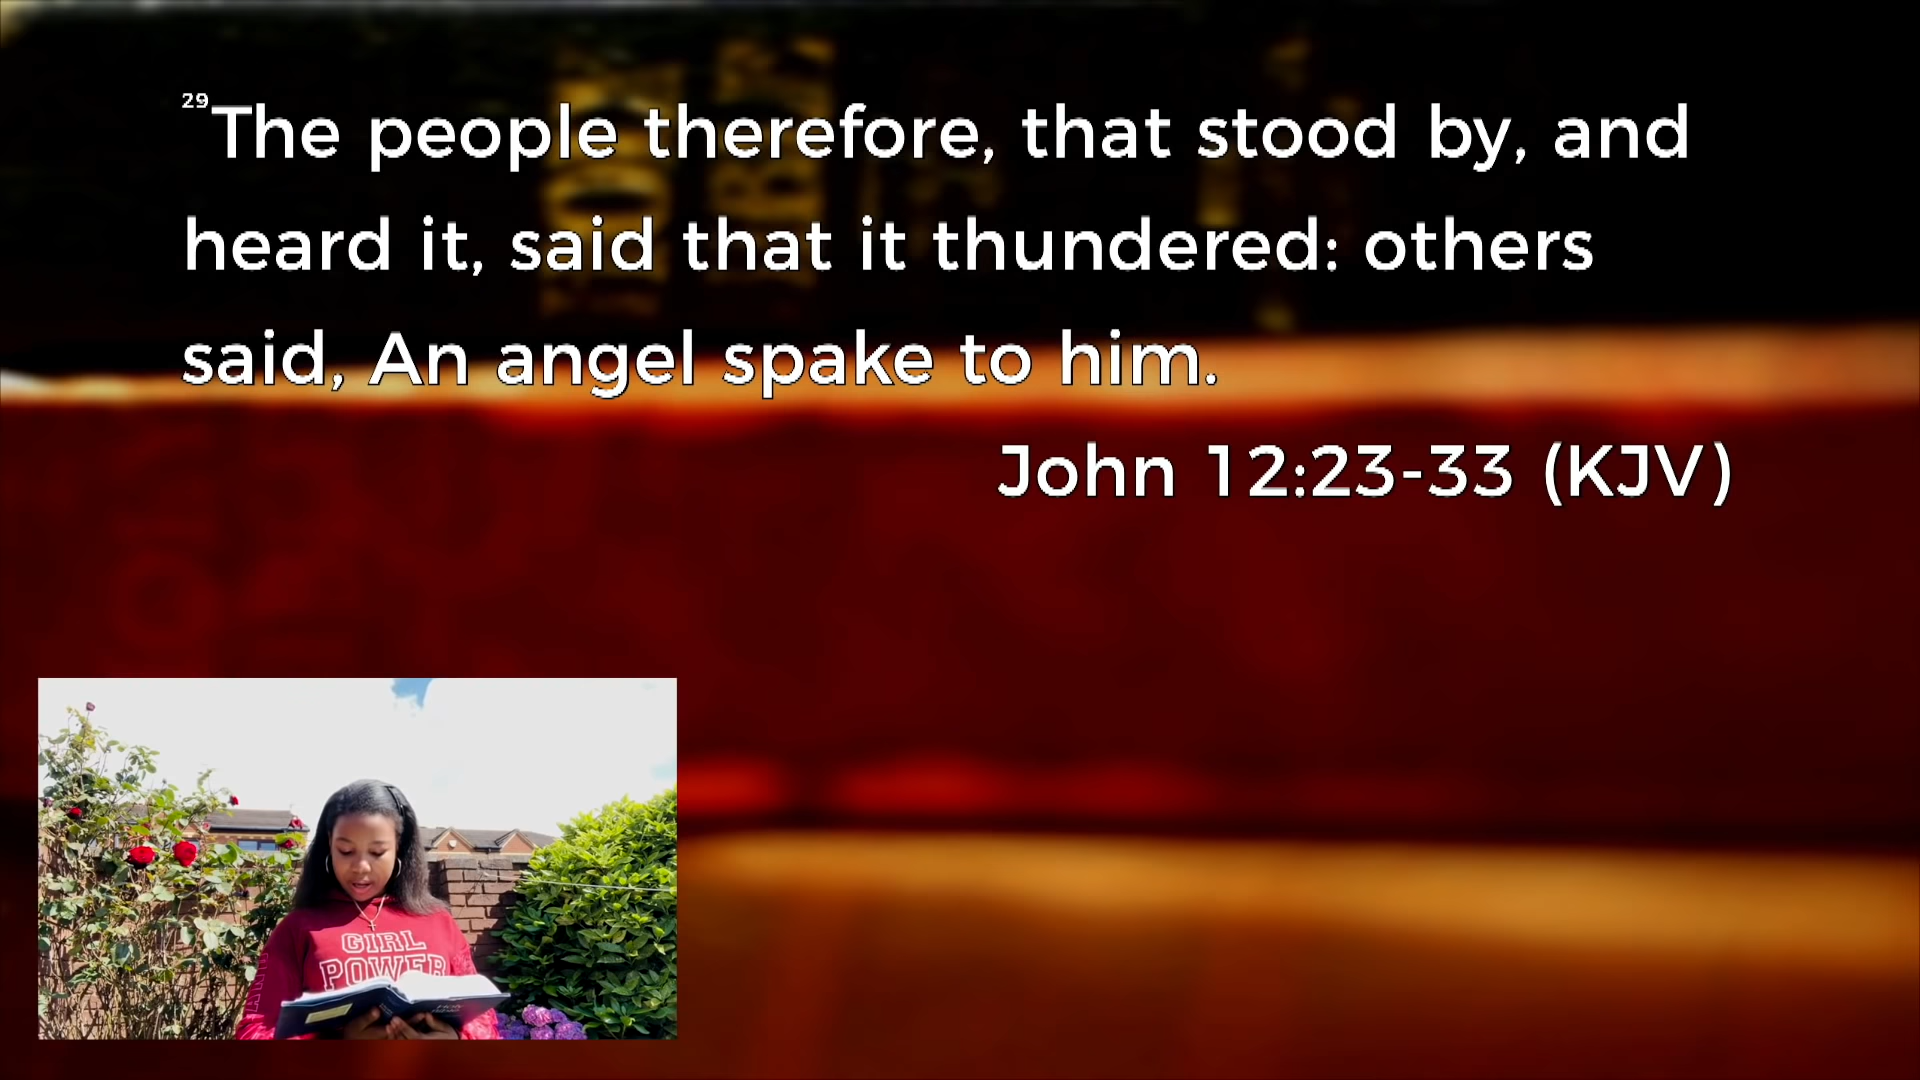 29The people therefore, that stood by, and
heard it, said that it thundered: others
said, An angel spake to him.
John 12:23-33 (KJV)
GIRL
POWER